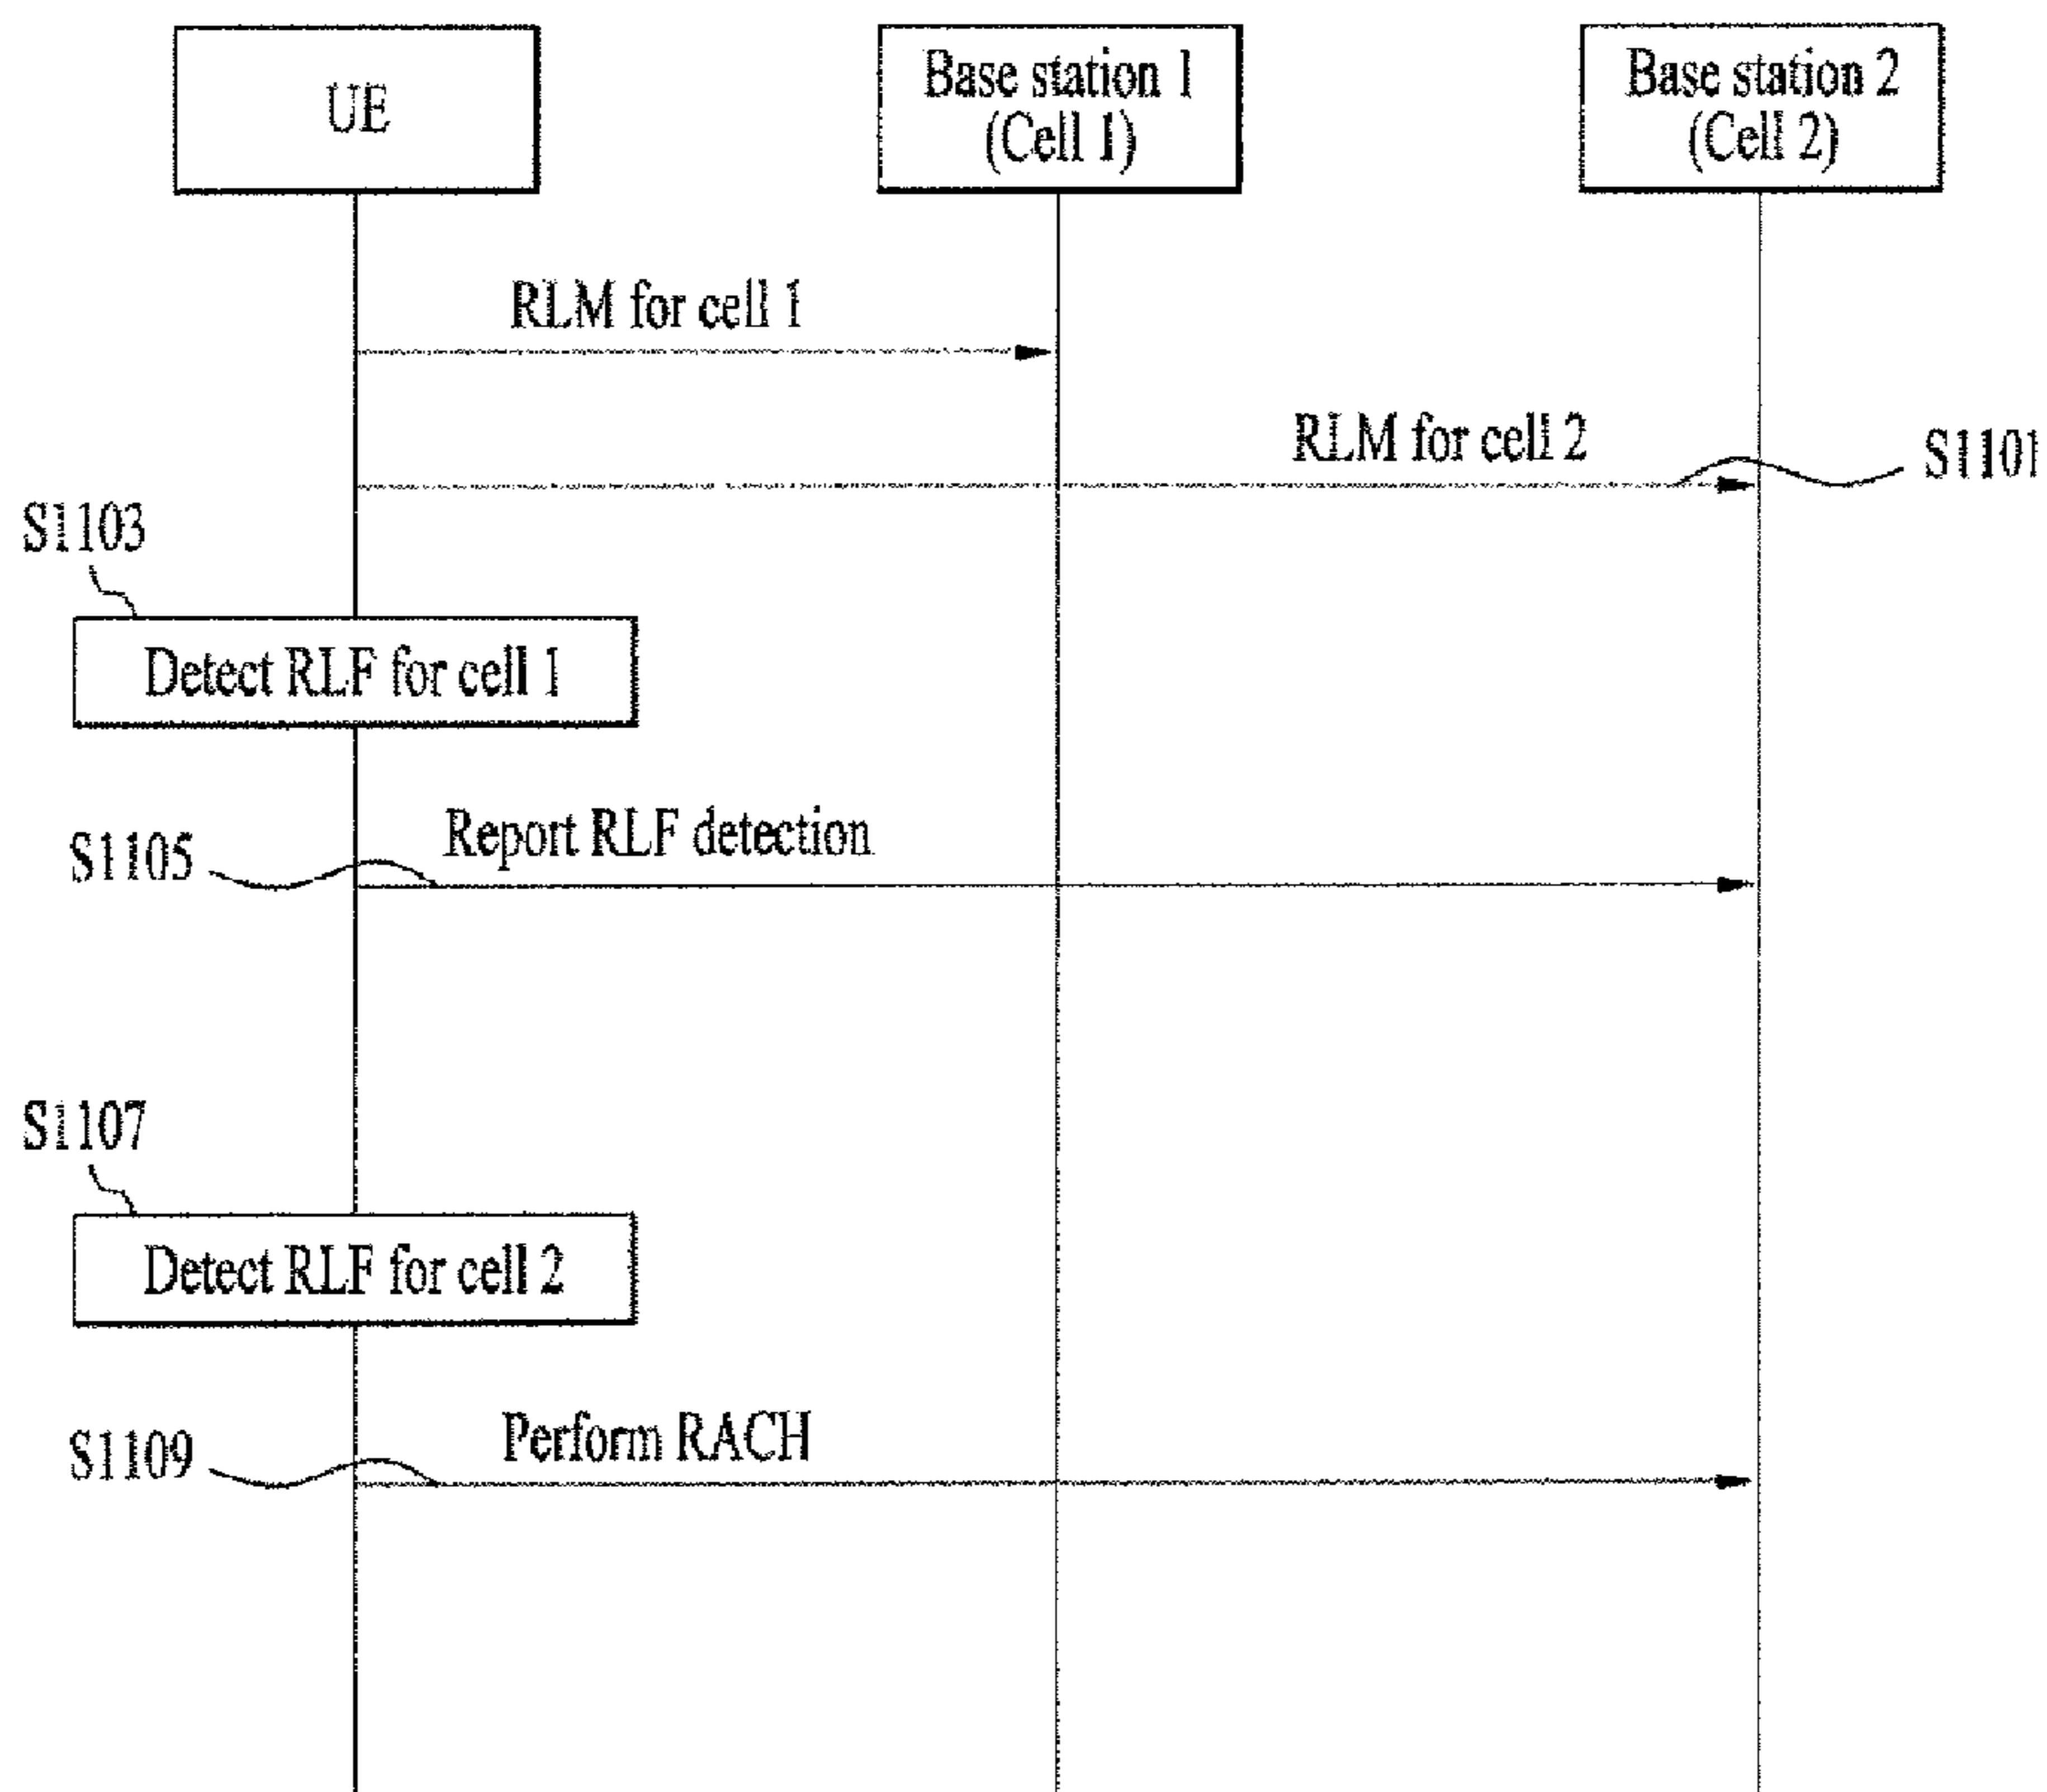 UE
Base station 1
(Cell 1)
Base station 2
(Cell 2)
RLM for cell 1
RLM for cell 2
S1101
S1103
Detect RLF for cell 1
Report RLF detection
S1105
S1107
Detect RLF for cell 2
Perform RACH
S1109